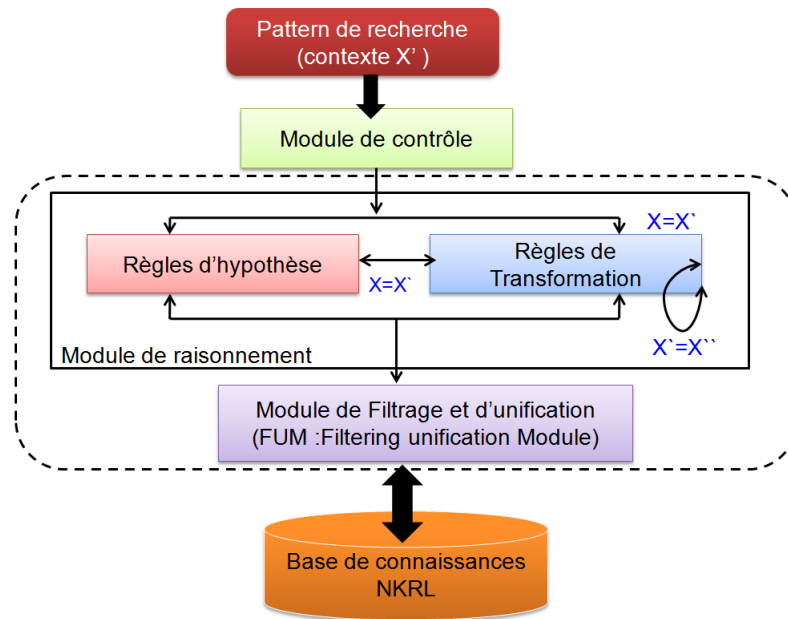 Pattern de recherche
(contexte X' )
Module de contrôle
X=X`
Règles d'hypothèse
Règles de
Transformation
X=X`
X`=X``
Module de raisonnement
Module de Filtrage et d'unification
(FUM :Filtering unification Module)
Base de connaissances
NKRL